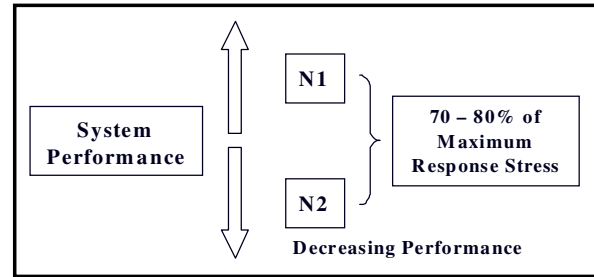 System
Performance
N1
N2
70 – 80% of
Maximum
Response Stress
Decreasing Performance